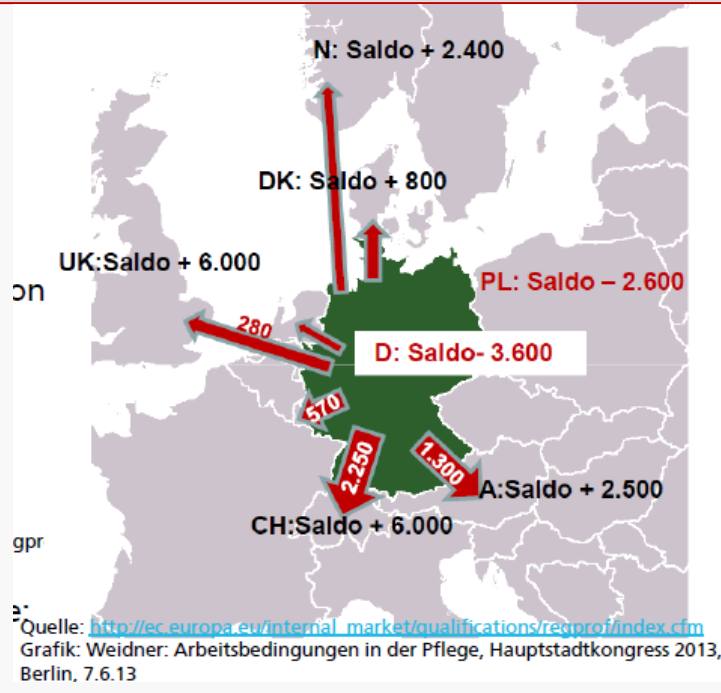 N: Saldo + 2.400
DK: Saldo + 800
UK:Saldo + 6.000
on
PL: Saldo – 2.600
280
D: Saldo- 3.600
570
2.250
1.300
A:Saldo + 2.500
CH:Saldo + 6.000
gpr
e:
Quelle: http://ec.europa.eu/internal_market/qualifications/regprof/index.cfm
Grafik: Weidner: Arbeitsbedingungen in der Pflege, Hauptstadtkongress 2013,
Berlin, 7.6.13